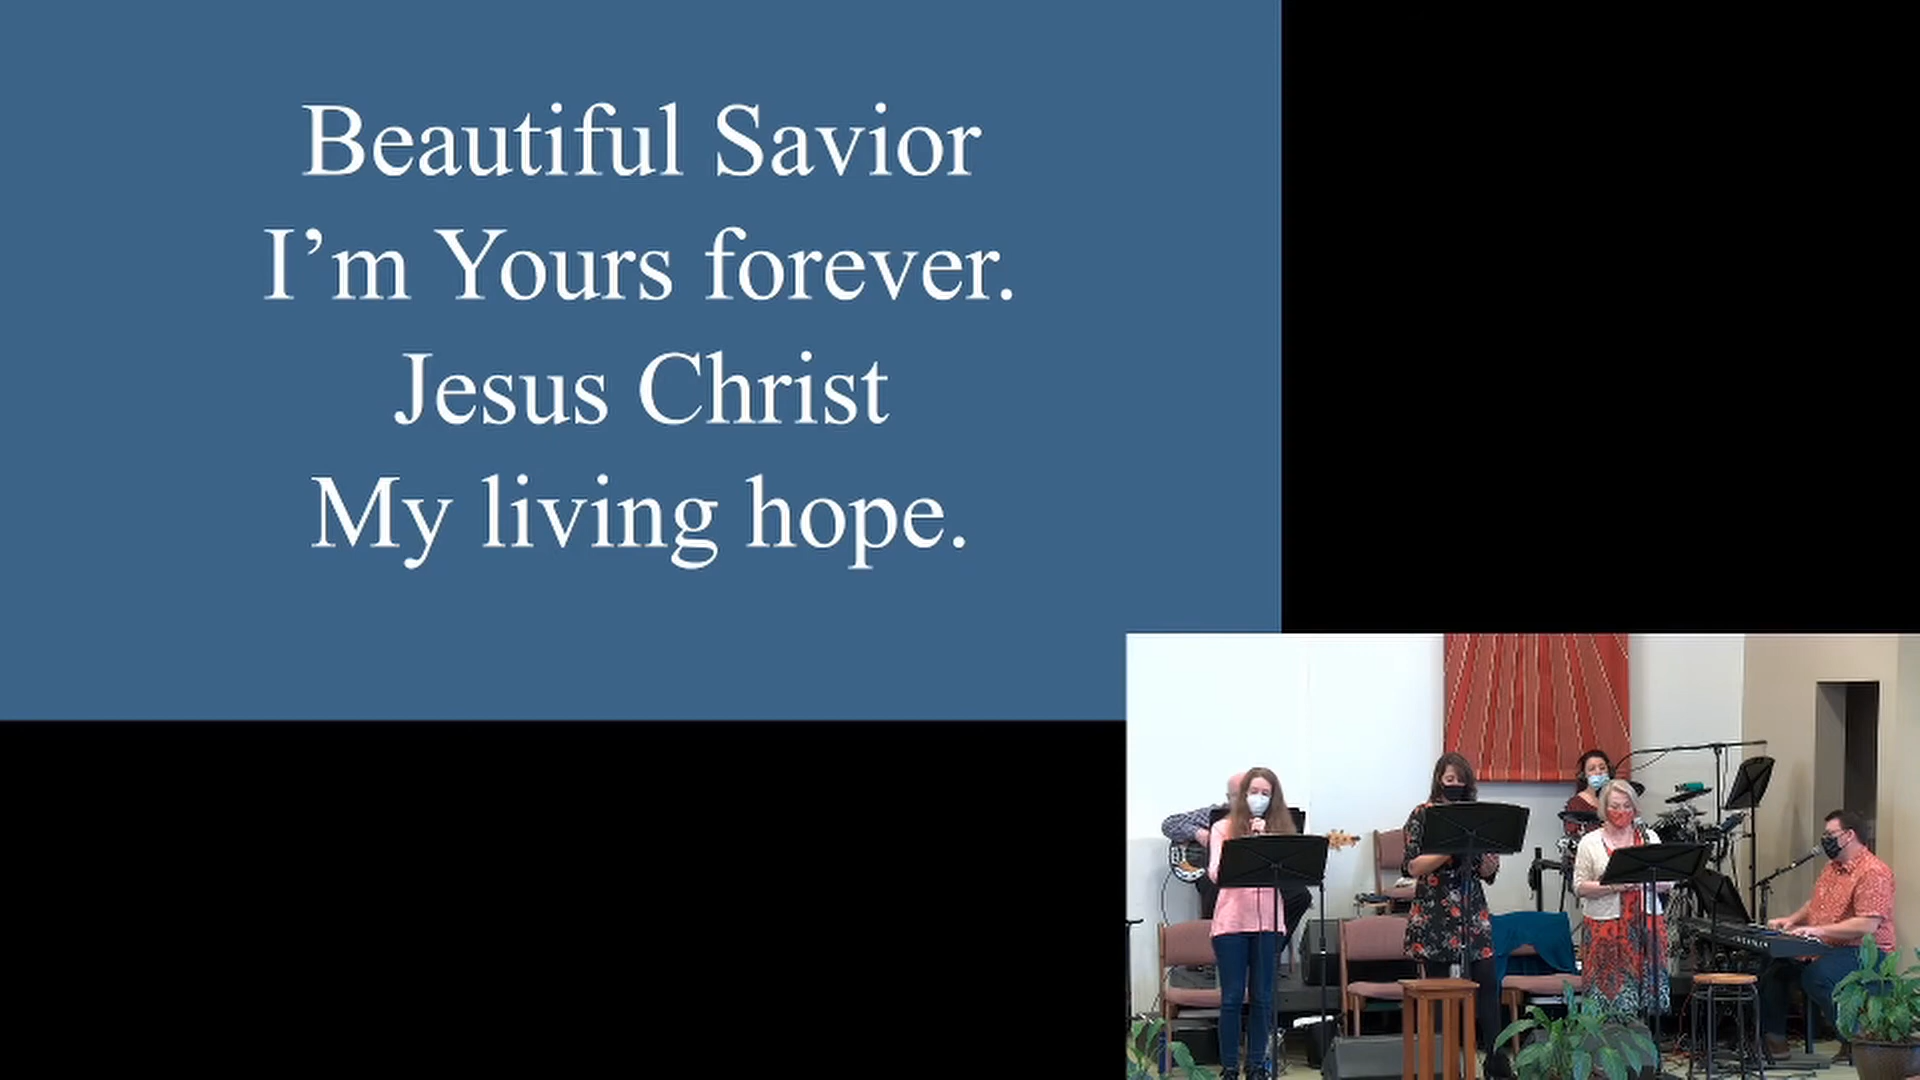 Beautiful Savior
I’m Yours forever.
Jesus Christ
My living hope.